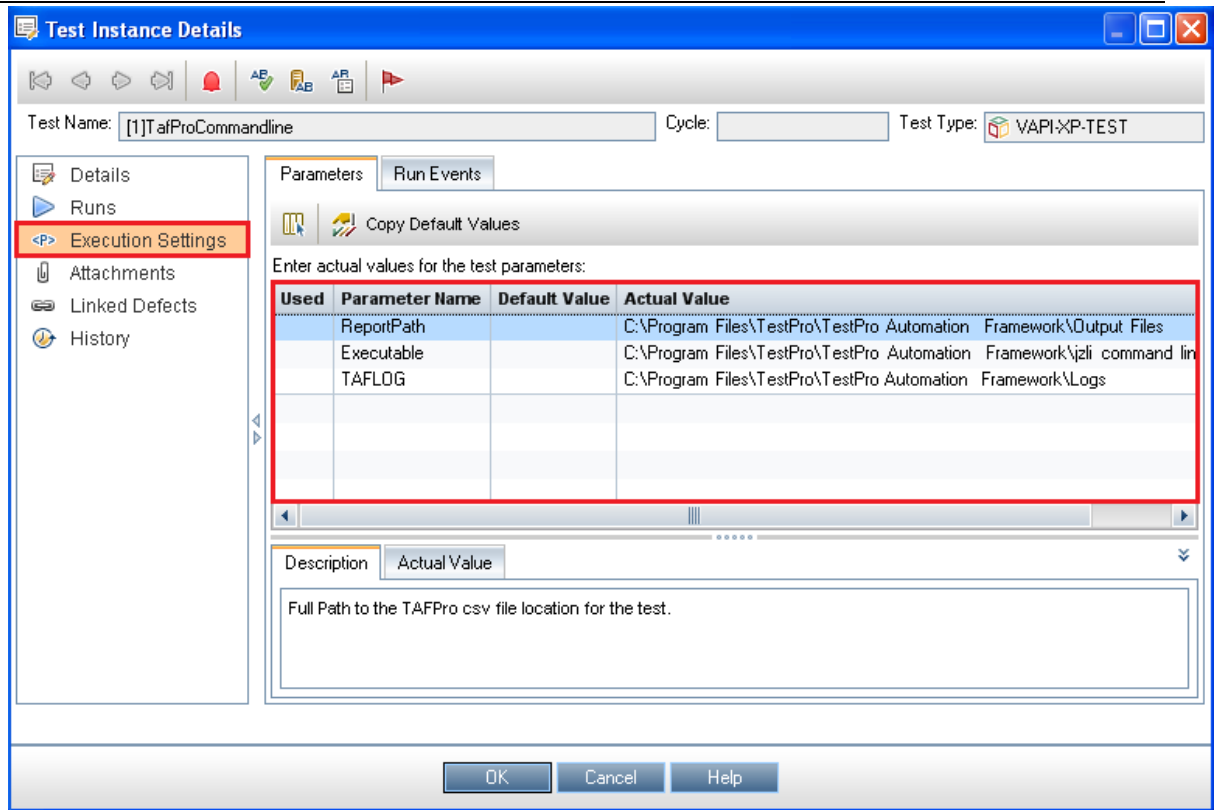 Test Instance Details
Test Name: [1]TafProCommandline Cycle: Test Type: VAPI-XP-TEST
Details
Runs
<P> Execution Settings
Attachments
Linked Defects
History
Parameters Run Events
Copy Default Values
Enter actual values for the test parameters:
Used Parameter Name Default Value Actual Value
ReportPath C:\Program Files\TestPro\TestPro Automation Framework\Output Files
Executable C:\Program Files\TestPro\TestPro Automation Framework\jzli command lin
TAFLOG C:\Program Files\TestPro\TestPro Automation Framework\Logs
Description Actual Value
Full Path to the TAFPro csv file location for the test.
OK Cancel Help